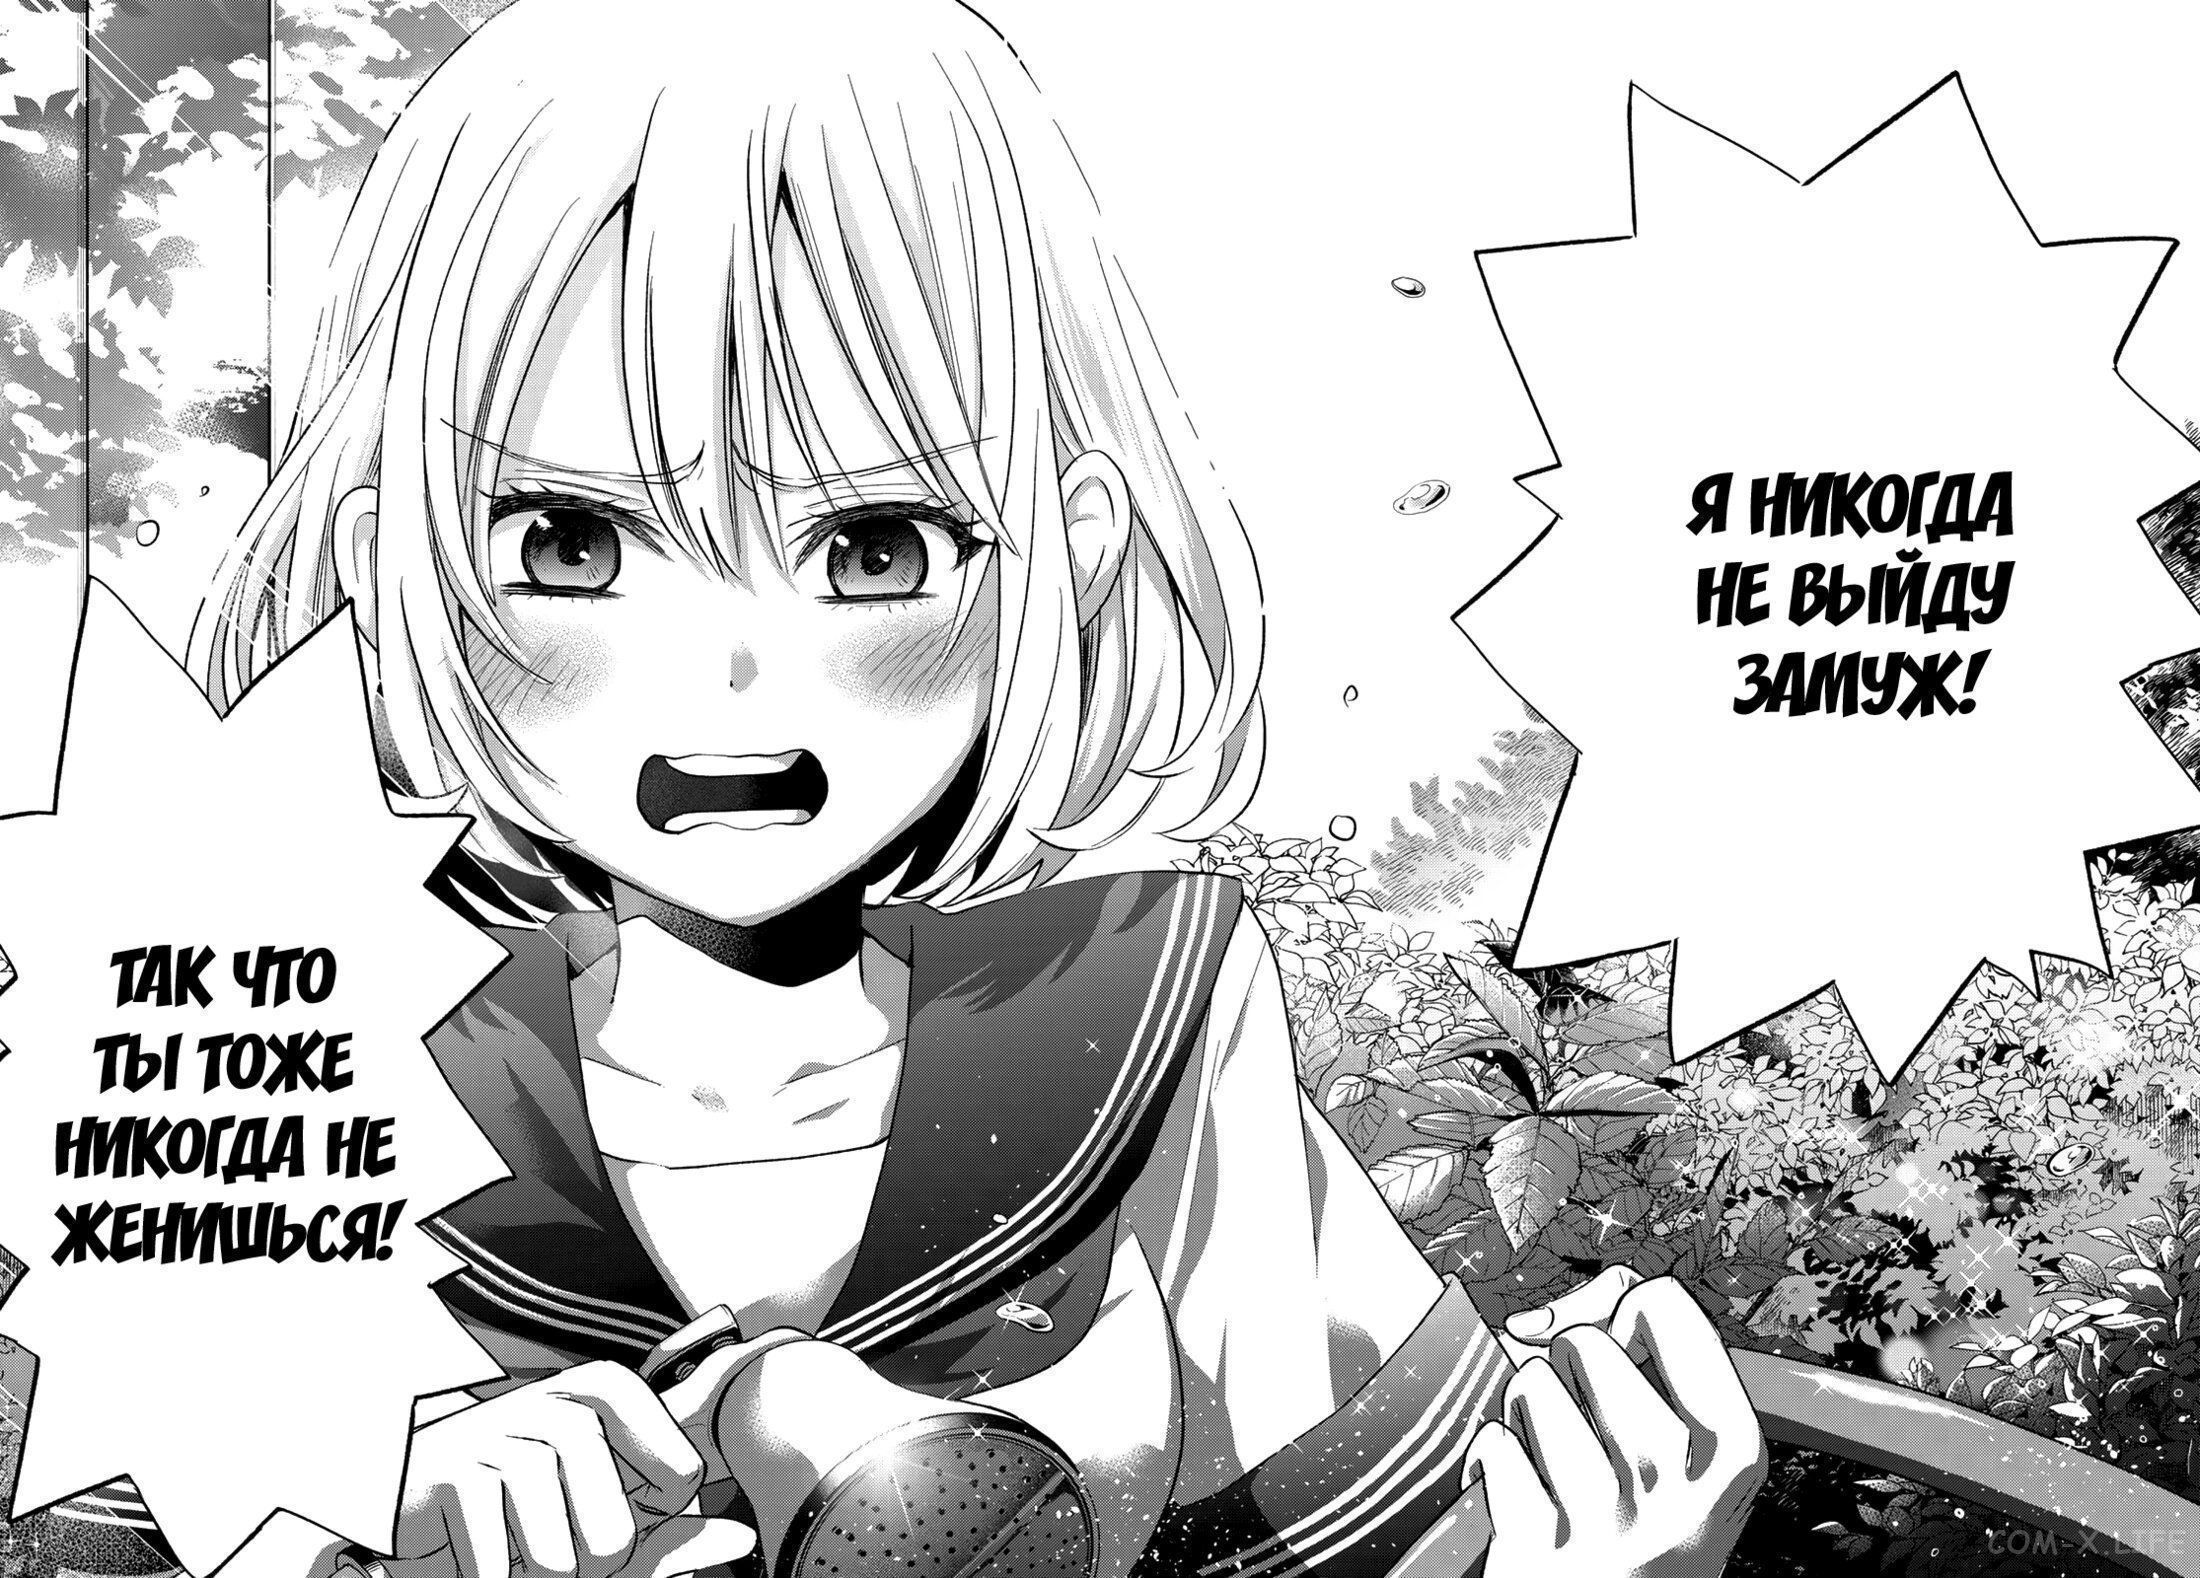 Я НИКОГДА
НЕ ВЫЙДУ
ЗАМУЖ!
ТАК ЧТО
ТЫ ТОЖЕ
НИКОГДА НЕ
ЖЕНИШЬСЯ!
COM-X.LIFE